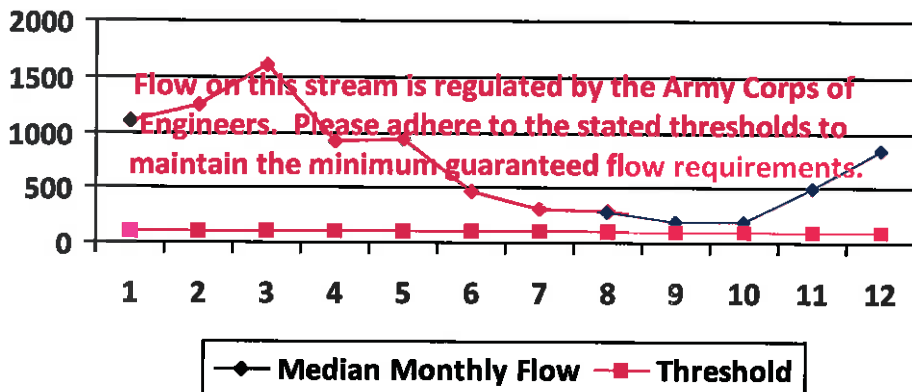 2000
1500
1000
500
0
Flow on this stream is regulated by the Army Corps of
Engineers. Please adhere to the stated thresholds to
maintain the minimum guaranteed flow requirements.
1 2 3 4 5 6 7 8 9 10 11 12
Median Monthly Flow Threshold